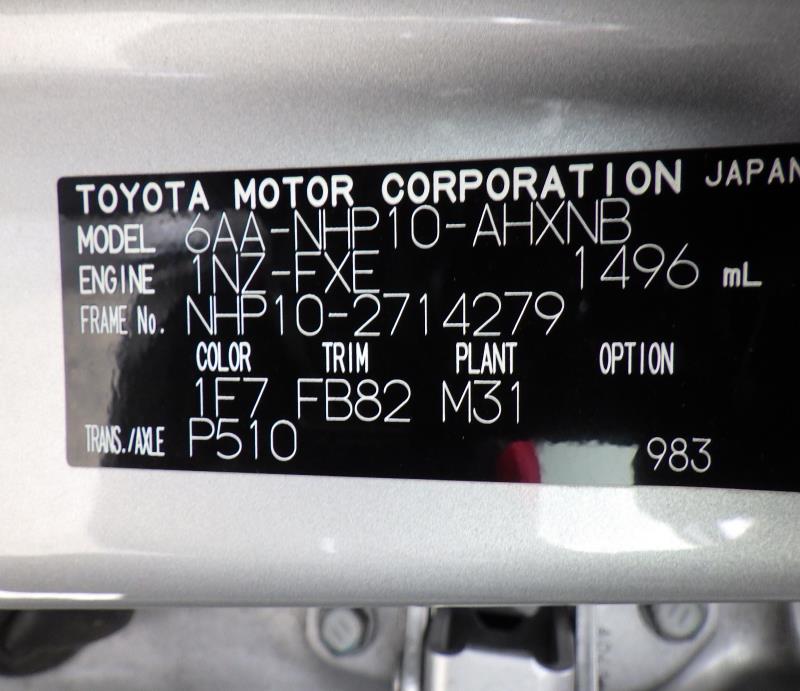 TOYOTA MOTOR CORPORATION JAPAN
MODEL 6AA-NHP10-AHXNB
ENGINE 1NZ-FXE 1496 mL
FRAME No. NHP10-2714279
COLOR TRIM PLANT OPTION
1F7 FB82 M31
TRANS./AXLE P510
983